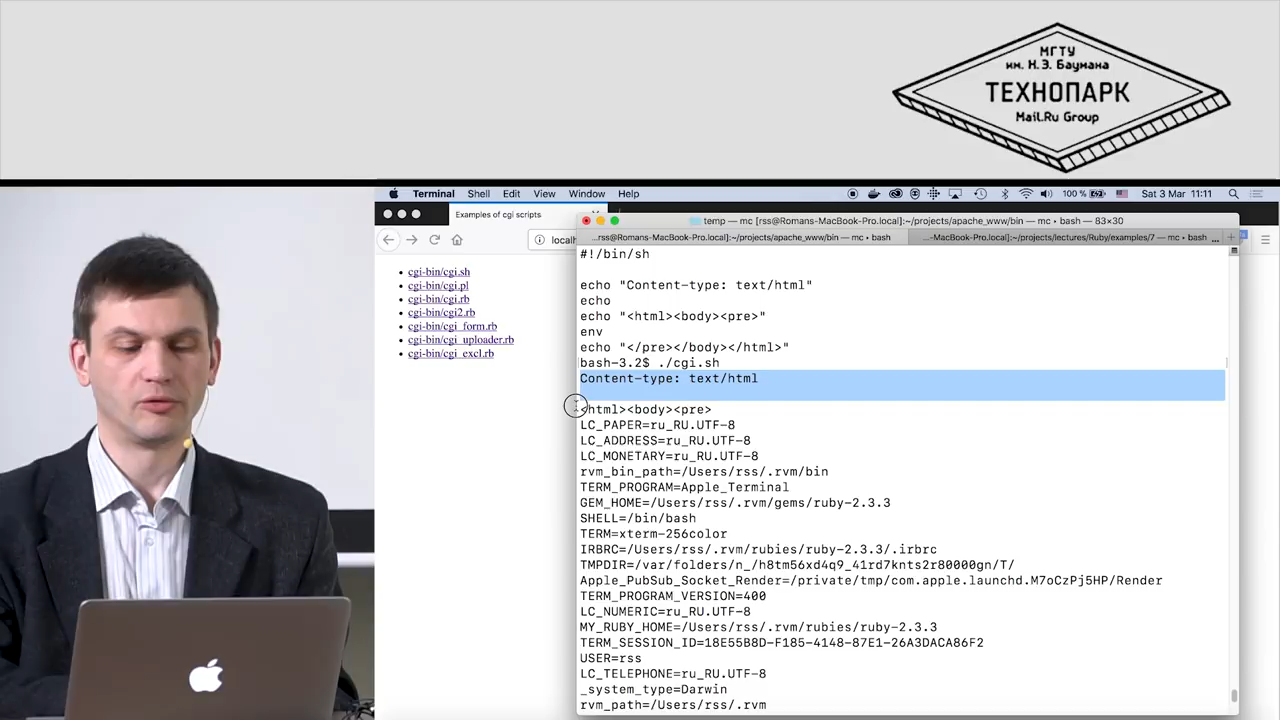 МГТУ
им. Н.Э. Баумана
ТЕХНОПАРК
Mail.Ru Group
Terminal Shell Edit View Window Help
100 % Sat 3 Mar 11:11
Examples of cgi scripts
temp — mc [rss@Romans-MacBook-Pro.local]:~/projects/apache_www/bin — mc • bash — 83×30
...rss@Romans-MacBook-Pro.local]:~/projects/apache_www/bin — mc • bash
...-MacBook-Pro.local]:~/projects/lectures/Ruby/examples/7 — mc • bash ...
localh
cgi-bin/cgi.sh
cgi-bin/cgi.pl
cgi-bin/cgi.rb
cgi-bin/cgi2.rb
cgi-bin/cgi_form.rb
cgi-bin/cgi_uploader.rb
cgi-bin/cgi_excl.rb
#!/bin/sh
echo "Content-type: text/html"
echo
echo "<html><body><pre>"
env
echo "</pre></body></html>"
bash-3.2$ ./cgi.sh
Content-type: text/html
<html><body><pre>
LC_PAPER=ru_RU.UTF-8
LC_ADDRESS=ru_RU.UTF-8
LC_MONETARY=ru_RU.UTF-8
rvm_bin_path=/Users/rss/.rvm/bin
TERM_PROGRAM=Apple_Terminal
GEM_HOME=/Users/rss/.rvm/gems/ruby-2.3.3
SHELL=/bin/bash
TERM=xterm-256color
IRBRC=/Users/rss/.rvm/rubies/ruby-2.3.3/.irbrc
TMPDIR=/var/folders/n_/h8tm56xd4q9_41rd7knts2r80000gn/T/
Apple_PubSub_Socket_Render=/private/tmp/com.apple.launchd.M7oCzPj5HP/Render
TERM_PROGRAM_VERSION=400
LC_NUMERIC=ru_RU.UTF-8
MY_RUBY_HOME=/Users/rss/.rvm/rubies/ruby-2.3.3
TERM_SESSION_ID=18E55B8D-F185-4148-87E1-26A3DACA86F2
USER=rss
LC_TELEPHONE=ru_RU.UTF-8
_system_type=Darwin
rvm_path=/Users/rss/.rvm